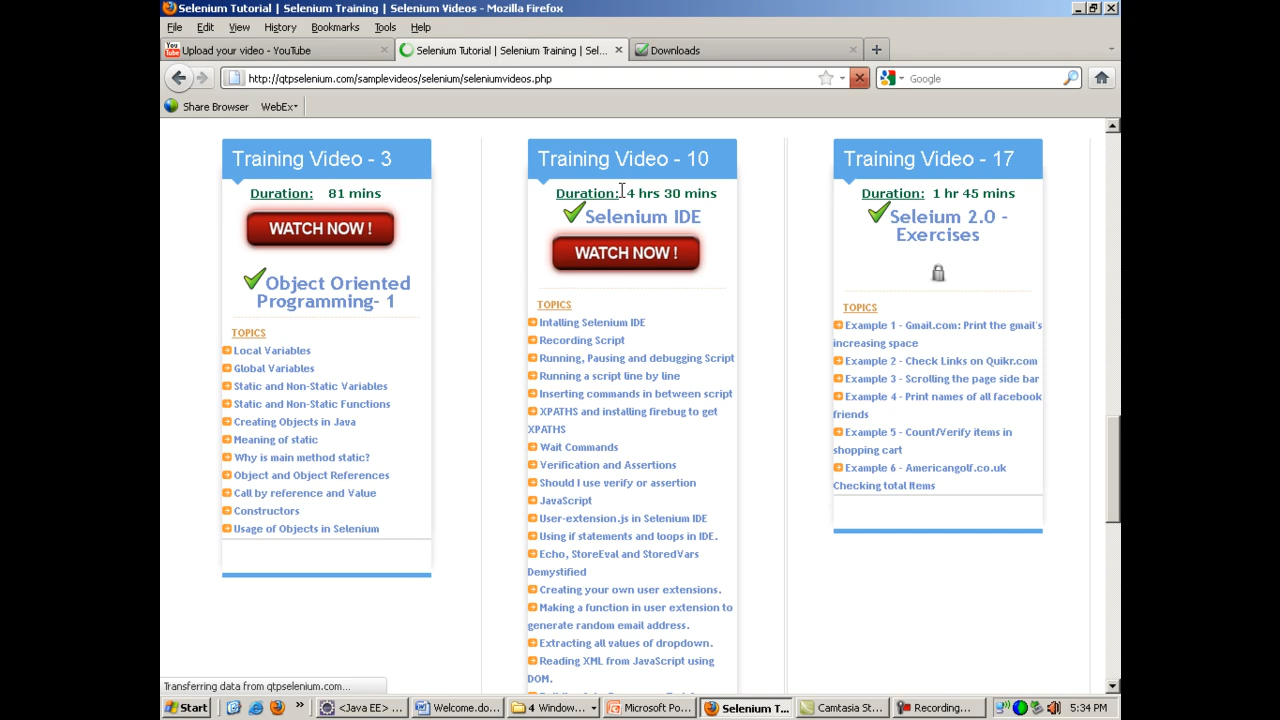 Selenium Tutorial | Selenium Training | Selenium Videos - Mozilla Firefox
File Edit View History Bookmarks Tools Help
You Tube Upload your video - YouTube
Selenium Tutorial | Selenium Training | Sel...
Downloads
http://qtpselenium.com/samplevideos/selenium/seleniumvideos.php
Google
Share Browser WebEx
Training Video - 3
Duration: 81 mins
WATCH NOW !
Object Oriented
Programming- 1
TOPICS
Local Variables
Global Variables
Static and Non-Static Variables
Static and Non-Static Functions
Creating Objects in Java
Meaning of static
Why is main method static?
Object and Object References
Call by reference and Value
Constructors
Usage of Objects in Selenium
Training Video - 10
Duration: 4 hrs 30 mins
Selenium IDE
WATCH NOW !
TOPICS
Intalling Selenium IDE
Recording Script
Running, Pausing and debugging Script
Running a script line by line
Inserting commands in between script
XPATHS and installing firebug to get
XPATHS
Wait Commands
Verification and Assertions
Should I use verify or assertion
JavaScript
User-extension.js in Selenium IDE
Using if statements and loops in IDE.
Echo, StoreEval and StoredVars
Demystified
Creating your own user extensions.
Making a function in user extension to
generate random email address.
Extracting all values of dropdown.
Reading XML from JavaScript using
DOM.
Training Video - 17
Duration: 1 hr 45 mins
Seleium 2.0 -
Exercises
TOPICS
Example 1 - Gmail.com: Print the gmail's
increasing space
Example 2 - Check Links on Quikr.com
Example 3 - Scrolling the page side bar
Example 4 - Print names of all facebook
friends
Example 5 - Count/Verify items in
shopping cart
Example 6 - Americangolf.co.uk
Checking total Items
Transferring data from qtpselenium.com...
Start
<Java EE> ...
Welcome.do...
4 Window...
Microsoft Po...
Selenium T...
Camtasia St...
Recording...
5:34 PM